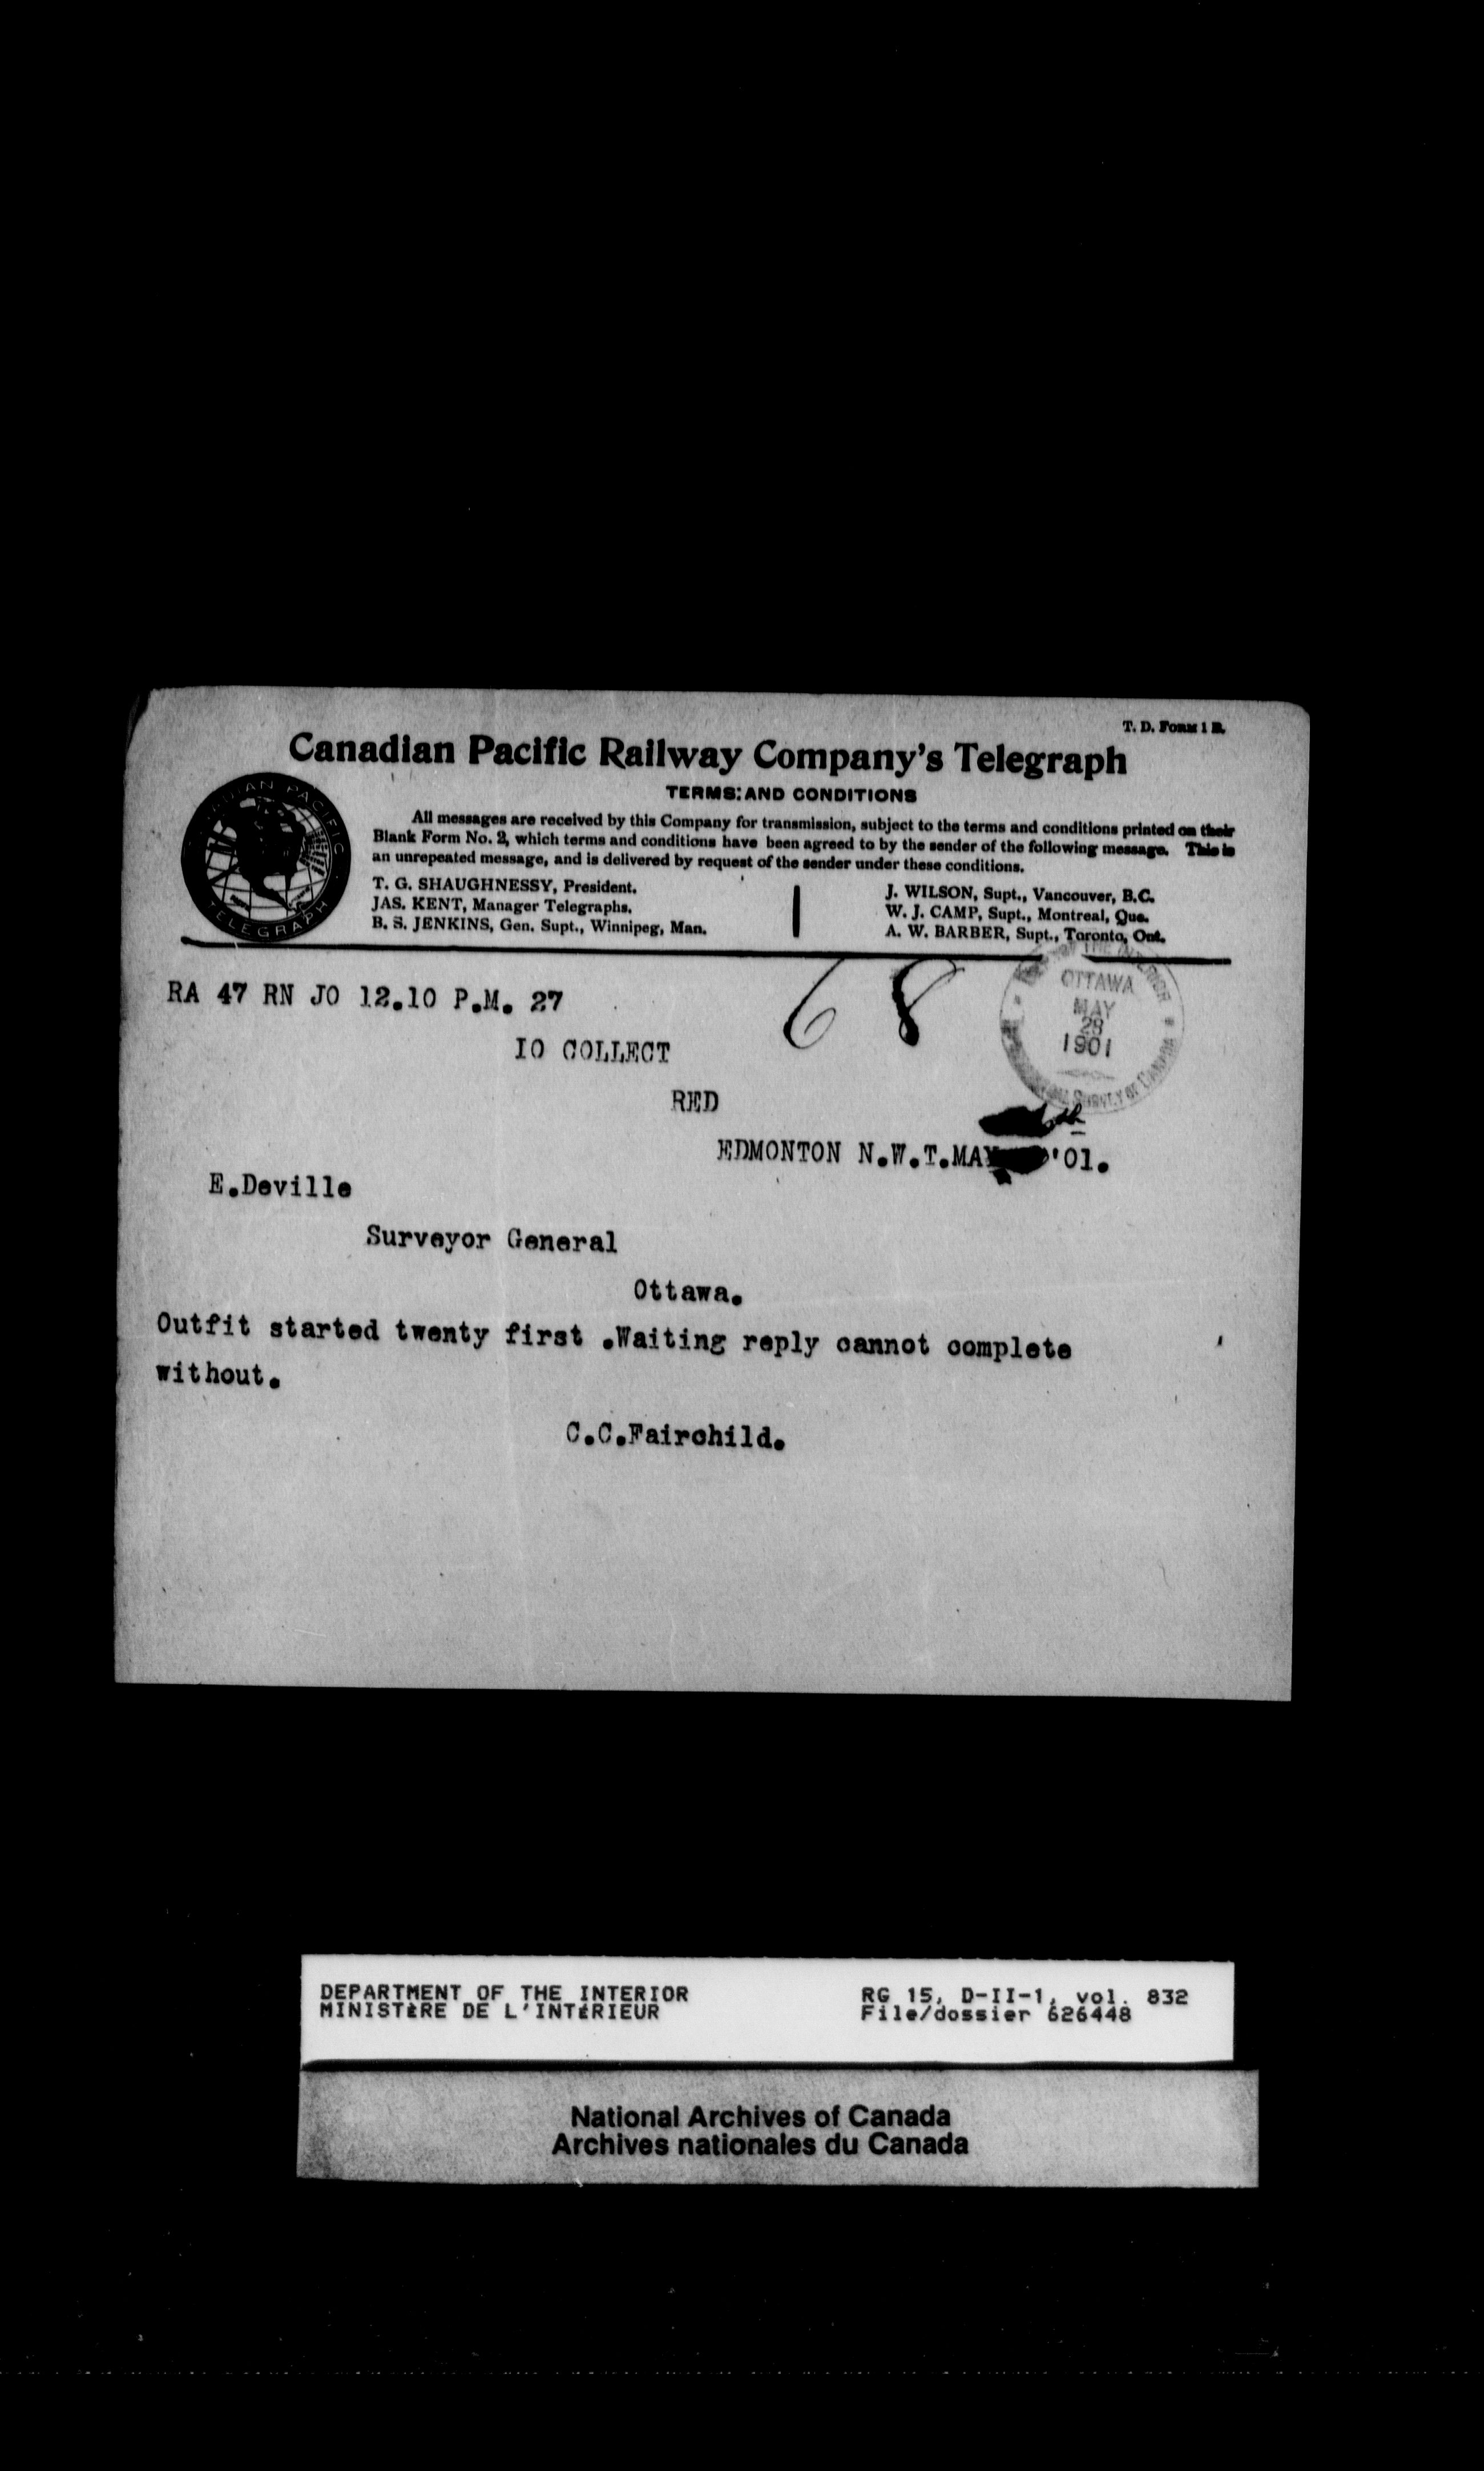 T. D. FORM 1 B.
Canadian Pacific Railway Company's Telegraph
TERMS AND CONDITIONS
All messages are received by this Company for transmission, subject to the terms and conditions printed on their
Blank Form No. 2, which terms and conditions have been agreed to by the sender of the following message. This is
an unrepeated message, and is delivered by request of the sender under these conditions.
T. G. SHAUGHNESSY, President.
JAS. KENT, Manager Telegraphs.
B. S. JENKINS, Gen. Supt., Winnipeg, Man.
J. WILSON, Supt., Vancouver, B.C.
W. J. CAMP, Supt., Montreal, Que.
A. W. BARBER, Supt., Toronto, Ont.
PACIFIC
TELEGRAPH
RA 47 RN JO 12.10 P.M. 27
68
OTTAWA
MAY
28
1901
IO COLLECT
RED
EDMONTON N.W.T.MAY '01.
E.Deville
Surveyor General
Ottawa.
Outfit started twenty first .Waiting reply cannot complete
without.
C.C.Fairchild.
DEPARTMENT OF THE INTERIOR
MINISTÈRE DE L'INTÉRIEUR
RG 15, D-II-1, vol. 832
File/dossier 626448
National Archives of Canada
Archives nationales du Canada